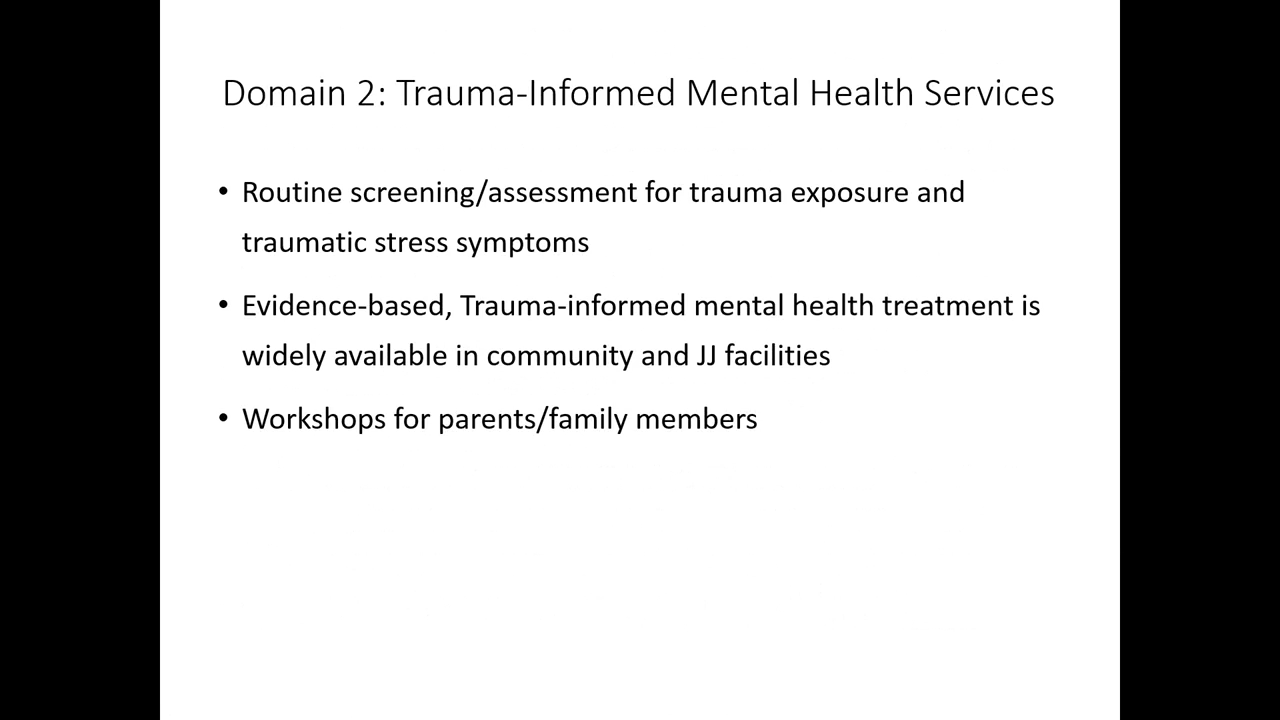 Domain 2: Trauma-Informed Mental Health Services
• Routine screening/assessment for trauma exposure and
traumatic stress symptoms
• Evidence-based, Trauma-informed mental health treatment is
widely available in community and JJ facilities
• Workshops for parents/family members